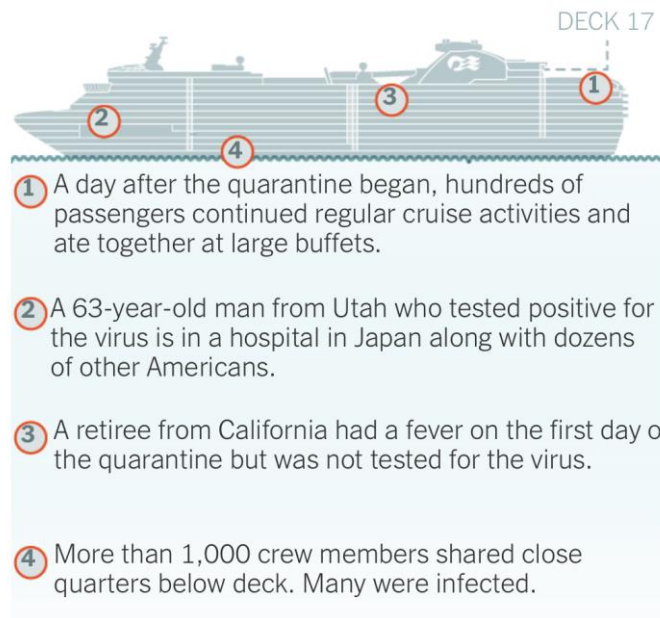 DECK 17
1
3
2
4
1 A day after the quarantine began, hundreds of
passengers continued regular cruise activities and
ate together at large buffets.
2 A 63-year-old man from Utah who tested positive for
the virus is in a hospital in Japan along with dozens
of other Americans.
3 A retiree from California had a fever on the first day o
the quarantine but was not tested for the virus.
4 More than 1,000 crew members shared close
quarters below deck. Many were infected.